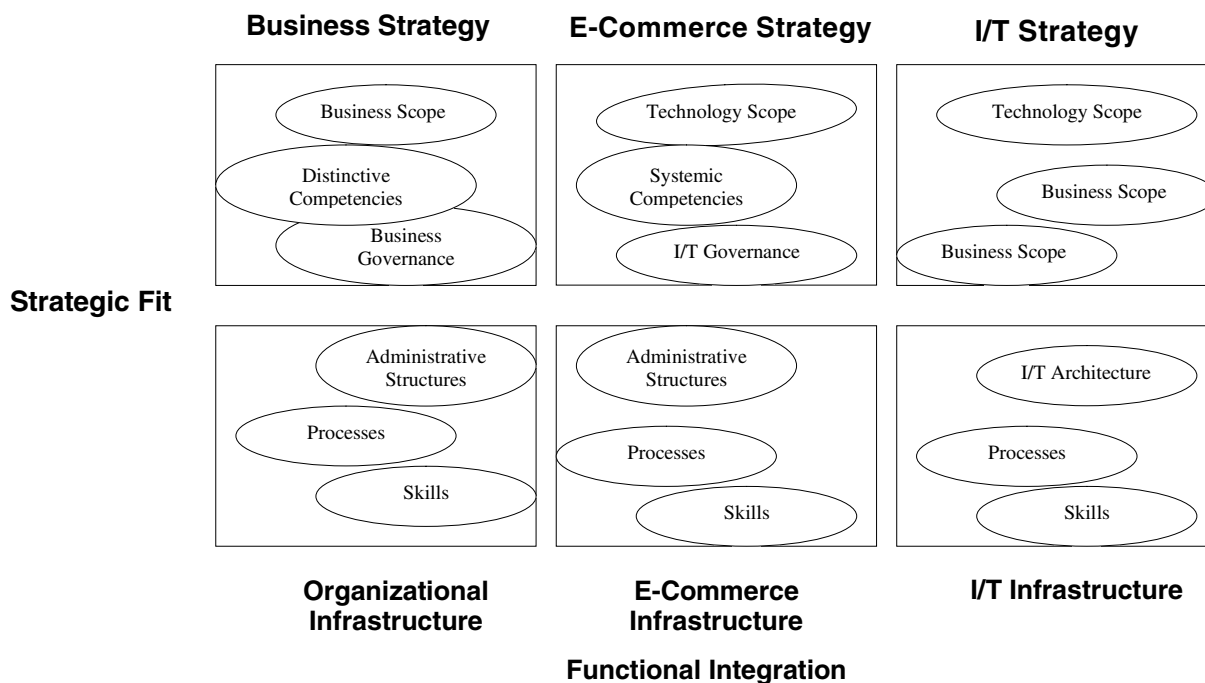 Business Strategy
E-Commerce Strategy
I/T Strategy
Business Scope
Distinctive
Competencies
Business
Governance
Technology Scope
Systemic
Competencies
I/T Governance
Technology Scope
Business Scope
Business Scope
Strategic Fit
Administrative
Structures
Processes
Skills
Administrative
Structures
Processes
Skills
I/T Architecture
Processes
Skills
Organizational
Infrastructure
E-Commerce
Infrastructure
I/T Infrastructure
Functional Integration